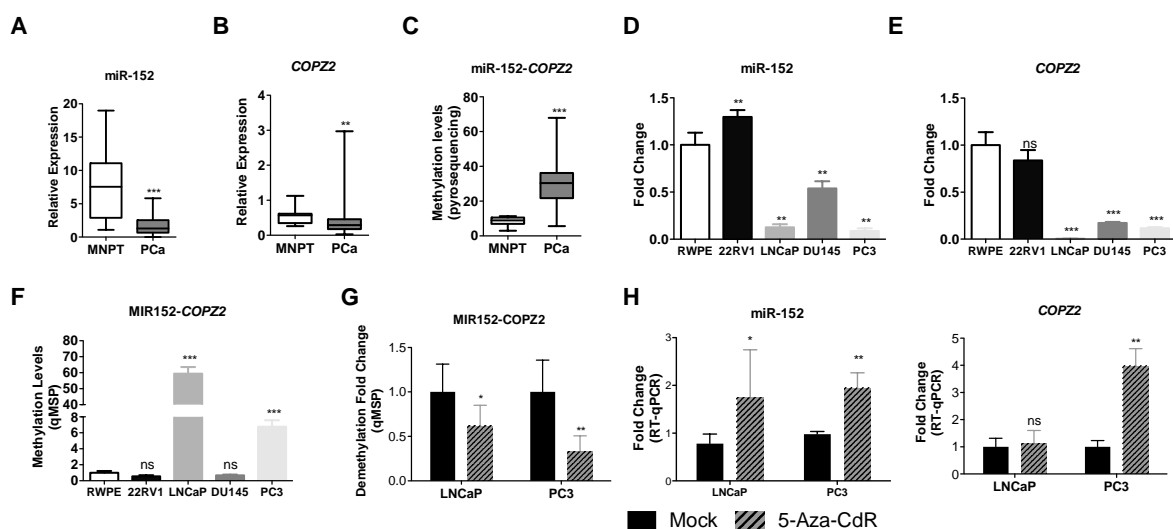 A
miR-152
Relative Expression
20
15
10
5
0
***
MNPT
PCa
B
COPZ2
Relative Expression
4
3
2
1
0
**
MNPT
PCa
C
miR-152-COPZ2
Methylation levels
(pyrosequencing)
80
60
40
20
0
***
MNPT
PCa
D
miR-152
Fold Change
1.5
1.0
0.5
0.0
**
**
**
**
RWPE
22RV1
LNCaP
DU145
PC3
E
COPZ2
Fold Change
1.5
1.0
0.5
0.0
ns
***
***
***
RWPE
22RV1
LNCaP
DU145
PC3
F
MIR152-COPZ2
Methylation Levels
(qMSP)
80
70
60
50
40
30
20
8
6
4
2
0
ns
***
ns
***
RWPE
22RV1
LNCaP
DU145
PC3
G
MIR152-COPZ2
Demethylation Fold Change
(qMSP)
1.5
1.0
0.5
0.0
*
**
LNCaP
PC3
H
miR-152
Fold Change
(RT-qPCR)
3
2
1
0
*
**
LNCaP
PC3
COPZ2
Fold Change
(RT-qPCR)
5
4
3
2
1
0
ns
**
LNCaP
PC3
Mock
5-Aza-CdR